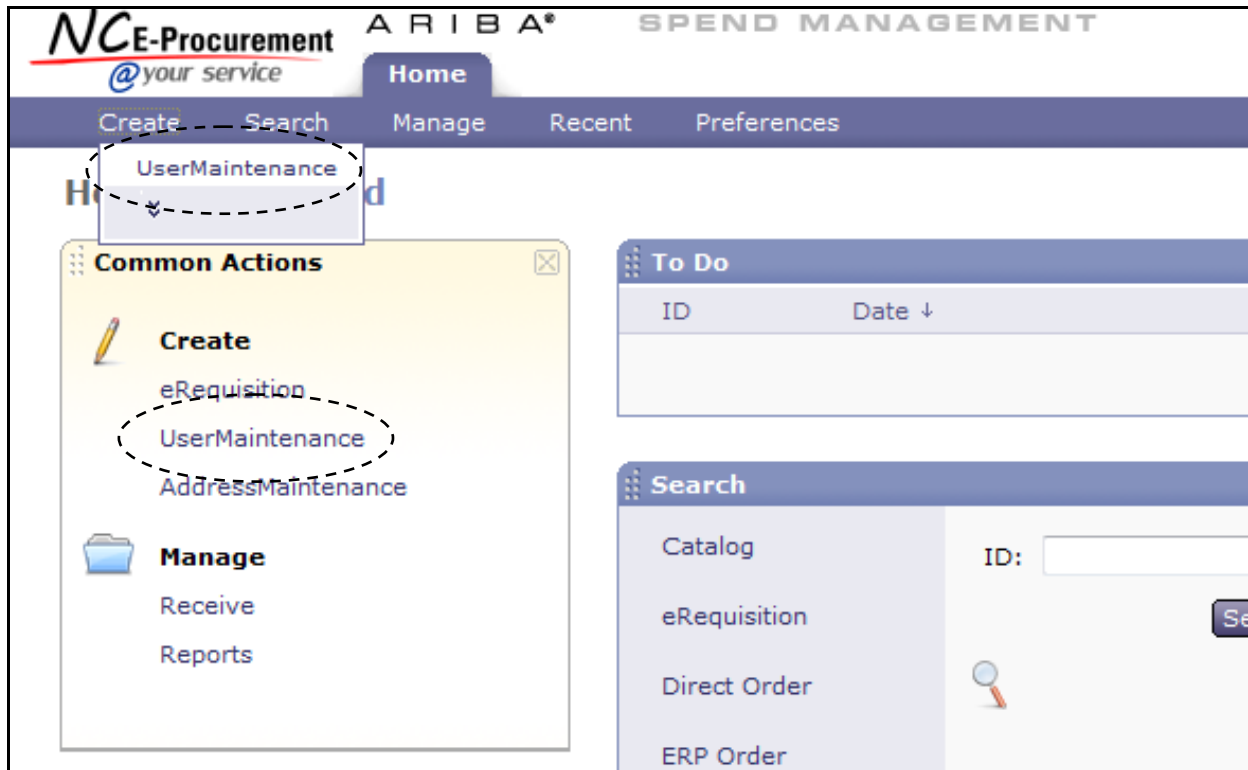 NCE-Procurement
@your service
ARIBA® SPEND MANAGEMENT
Home
Create Search Manage Recent Preferences
UserMaintenance
Common Actions
Create
eRequisition
UserMaintenance
AddressMaintenance
Manage
Receive
Reports
To Do
ID Date ↓
Search
Catalog
eRequisition
Direct Order
ERP Order
ID: